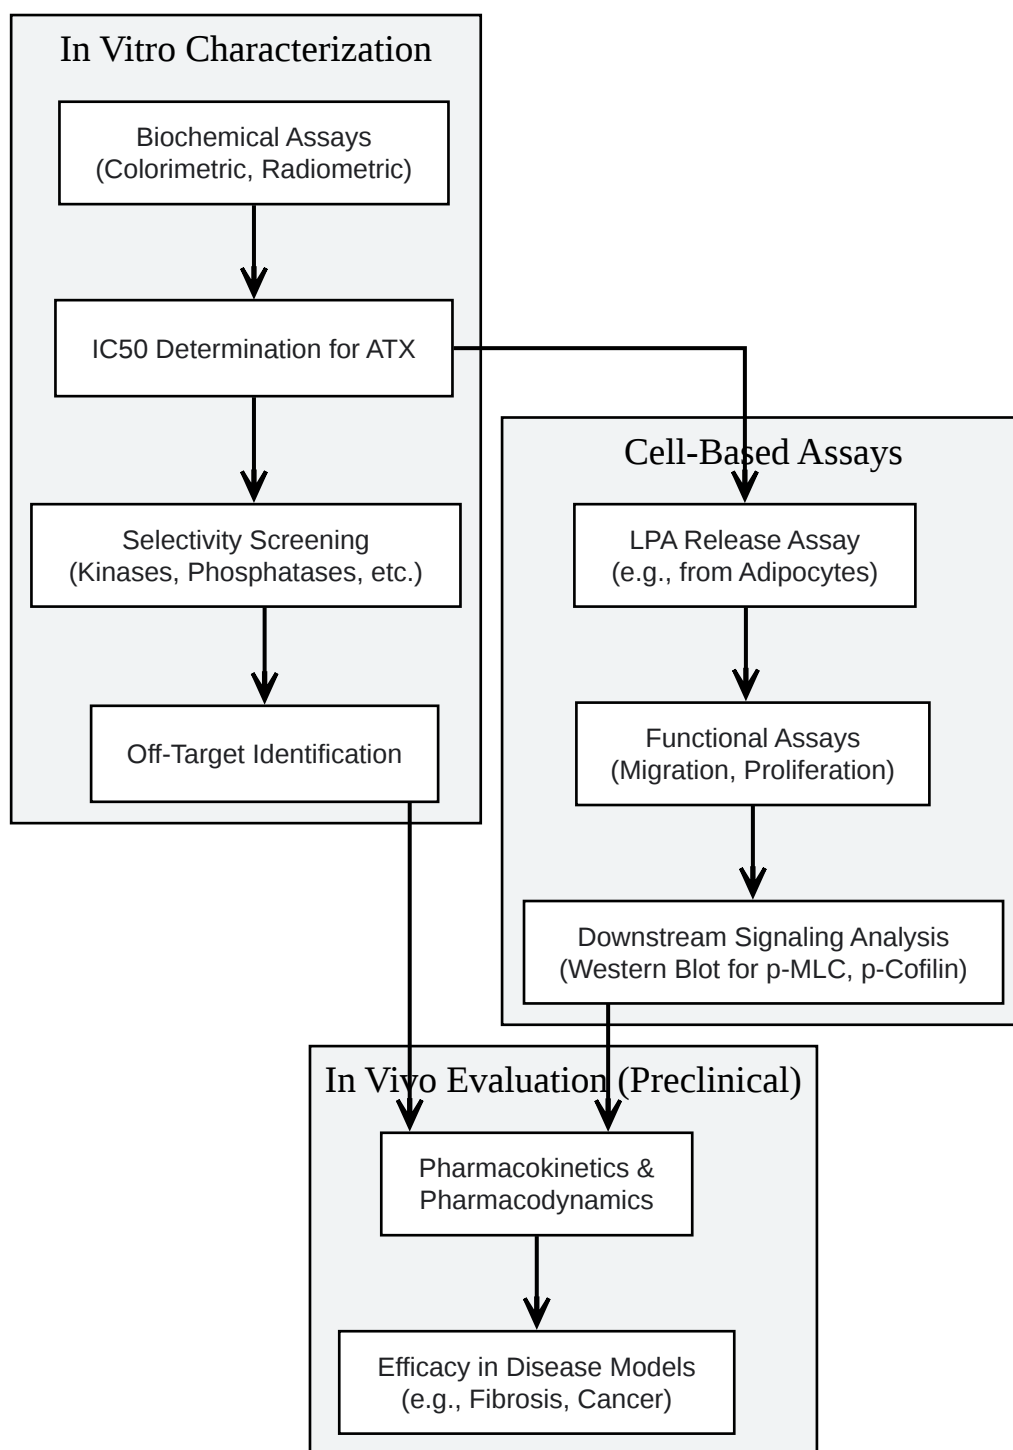 In Vitro Characterization
Biochemical Assays
(Colorimetric, Radiometric)
IC50 Determination for ATX
Selectivity Screening
(Kinases, Phosphatases, etc.)
Off-Target Identification
Cell-Based Assays
LPA Release Assay
(e.g., from Adipocytes)
Functional Assays
(Migration, Proliferation)
Downstream Signaling Analysis
(Western Blot for p-MLC, p-Cofilin)
In Vivo Evaluation (Preclinical)
Pharmacokinetics &
Pharmacodynamics
Efficacy in Disease Models
(e.g., Fibrosis, Cancer)